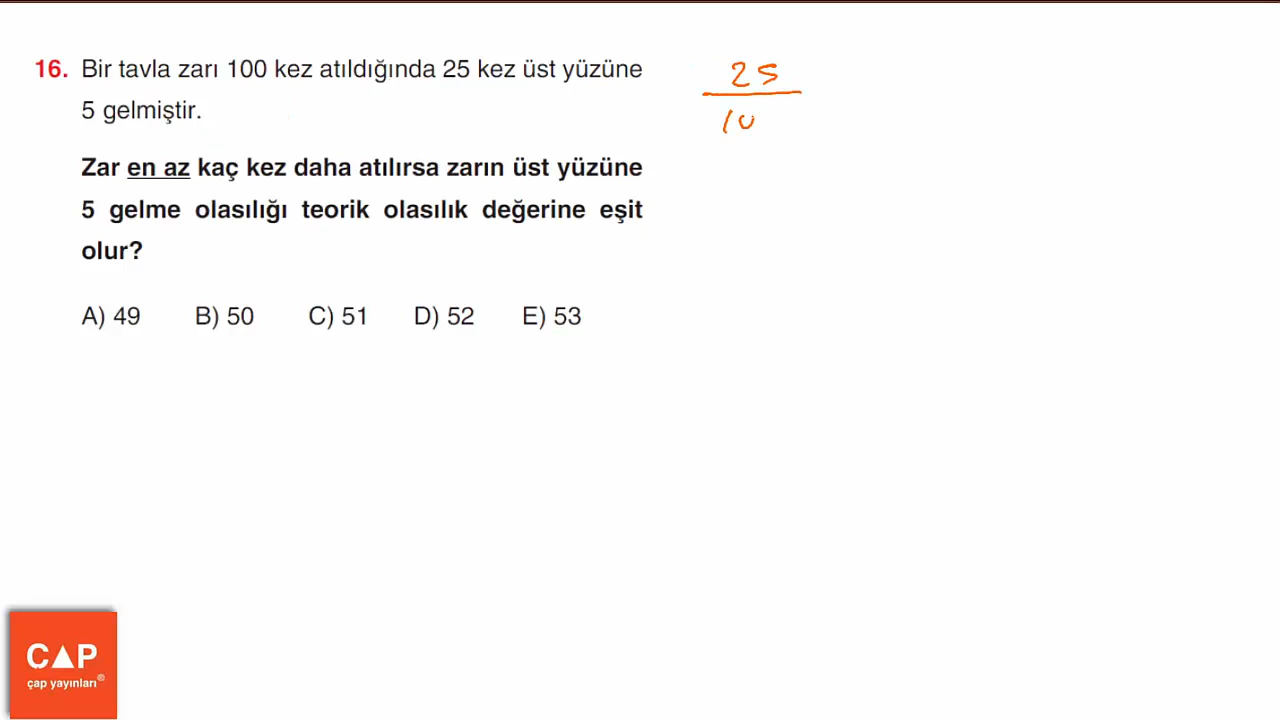 16. Bir tavla zarı 100 kez atıldığında 25 kez üst yüzüne
5 gelmiştir.
Zar en az kaç kez daha atılırsa zarın üst yüzüne
5 gelme olasılığı teorik olasılık değerine eşit
olur?
A) 49 B) 50 C) 51 D) 52 E) 53
25
10
CAP
çap yayınları®